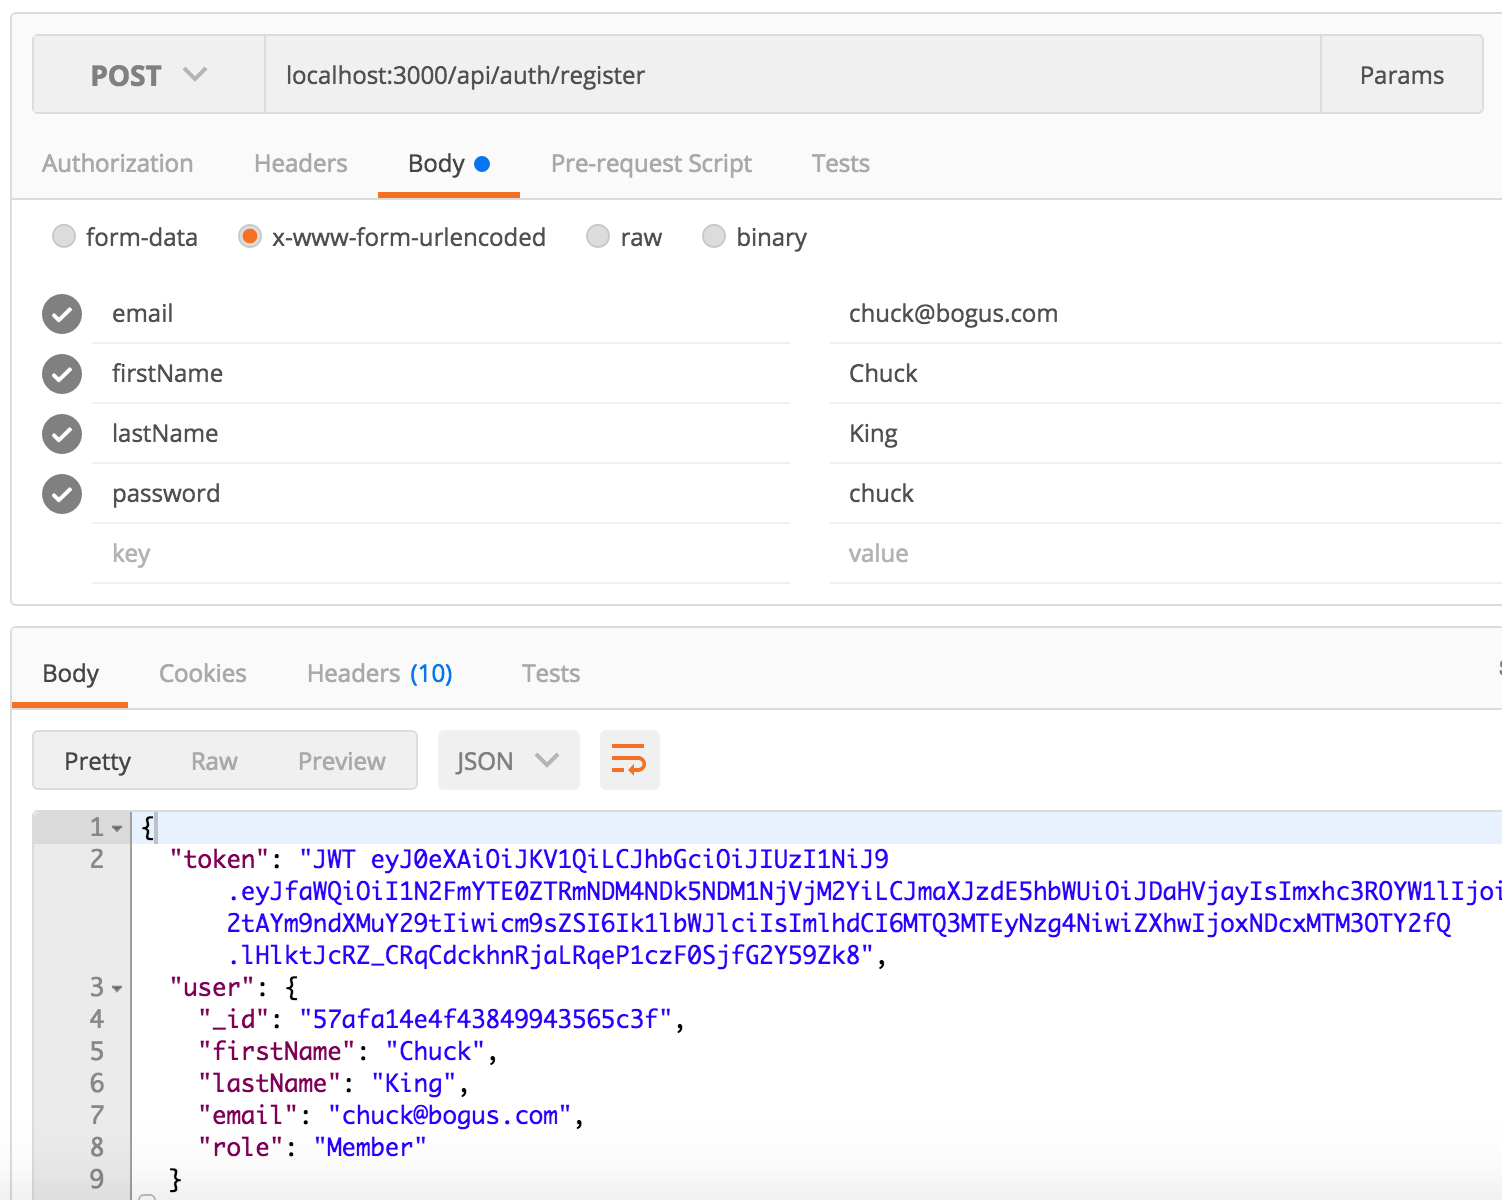 POST localhost:3000/api/auth/register Params
Authorization Headers Body Pre-request Script Tests
form-data x-www-form-urlencoded raw binary
email chuck@bogus.com
firstName Chuck
lastName King
password chuck
key value
Body Cookies Headers (10) Tests
Pretty Raw Preview JSON
1 {
2 "token": "JWT eyJ0eXAiOiJKV1QiLCJhbGciOiJIUzI1NiJ9
.eyJfaWQiOiI1N2FmYTE0ZTRmNDM4NDk5NDM1NjVjM2YiLCJmaXJzdE5hbWUiOiJDaHVjayIsImxhc3ROYW1lIjoi
2tAYm9ndXMuY29tIiwicm9sZSI6Ik1lbWJlciIsImlhdCI6MTQ3MTEyNzg4NiwiZXhwIjoxNDcxMTM3OTY2fQ
.lHlktJcRZ_CRqCdckhnRjaLRqeP1czF0SjfG2Y59Zk8",
3 "user": {
4 "_id": "57afa14e4f43849943565c3f",
5 "firstName": "Chuck",
6 "lastName": "King",
7 "email": "chuck@bogus.com",
8 "role": "Member"
9 }